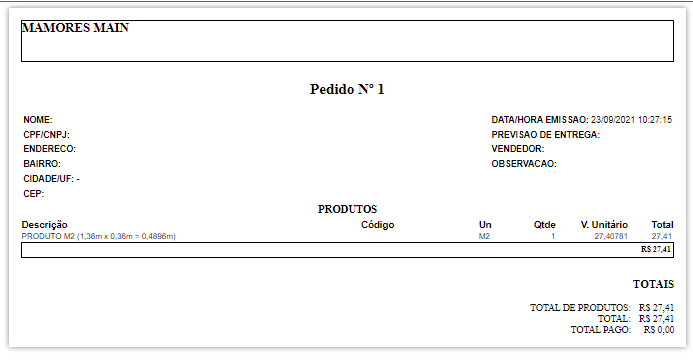 MAMORES MAIN
Pedido Nº 1
NOME: DATA/HORA EMISSAO: 23/09/2021 10:27:15
CPF/CNPJ: PREVISAO DE ENTREGA:
ENDERECO: VENDEDOR:
BAIRRO: OBSERVACAO:
CIDADE/UF: -
CEP:
PRODUTOS
Descrição Código Un Qtde V. Unitário Total
PRODUTO M2 (1,36m x 0,36m = 0,4896m) M2 1 27,40781 27,41
R$ 27,41
TOTAIS
TOTAL DE PRODUTOS: R$ 27,41
TOTAL: R$ 27,41
TOTAL PAGO: R$ 0,00